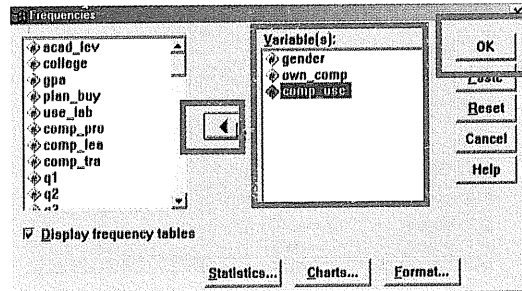 Frequencies
acad_lev
college
gpa
plan_buy
use_lab
comp_pro
comp_lea
comp_tra
q1
q2
Variable(s):
gender
own_comp
comp_usc
OK
Reset
Cancel
Help
Display frequency tables
Statistics...
Charts...
Format...